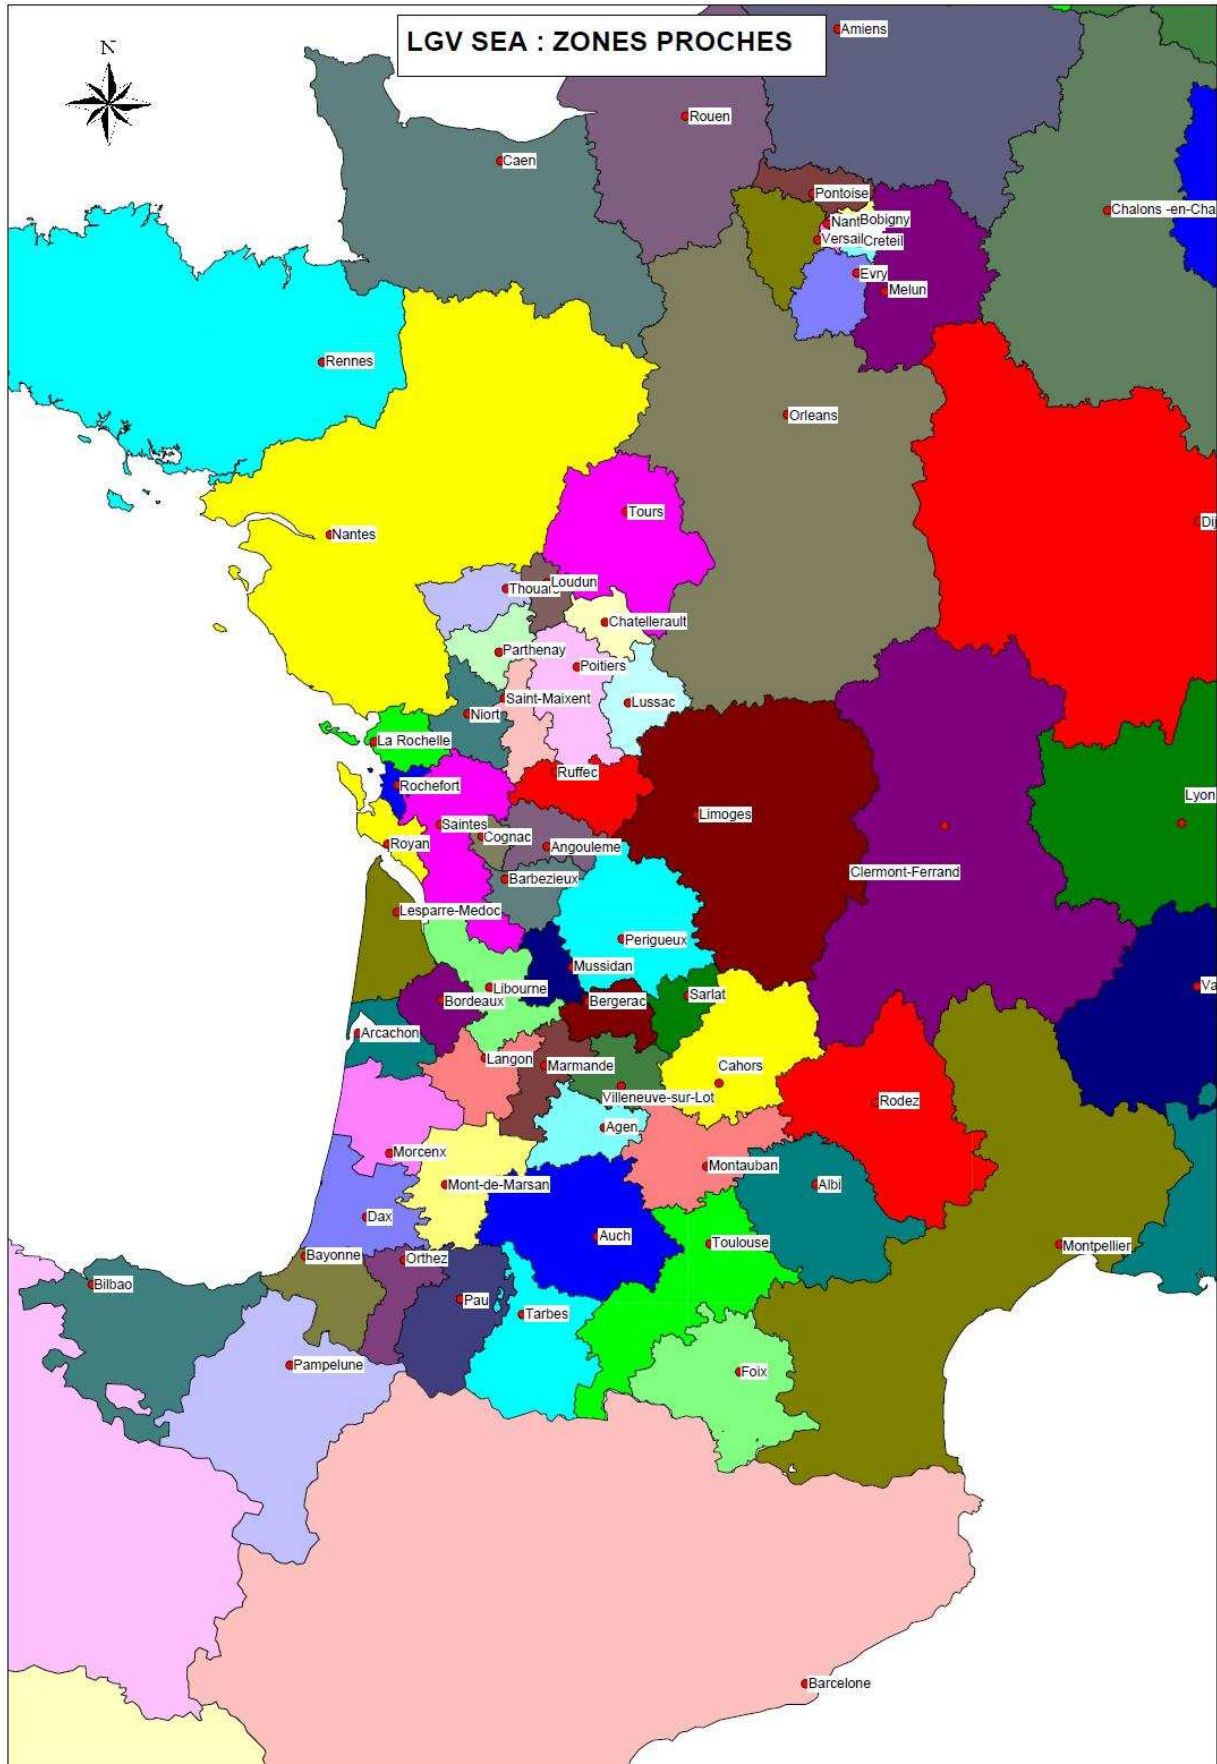 LGV SEA : ZONES PROCHES
N
Amiens
Rouen
Caen
Pontoise
Chalons -en-Cha
Nant
Bobigny
Versail
Creteil
Evry
Melun
Rennes
Orleans
Tours
Dij
Nantes
Thouars
Loudun
Chatellerault
Parthenay
Poitiers
Saint-Maixent
Lussac
Niort
La Rochelle
Ruffec
Rochefort
Lyon
Limoges
Saintes
Cognac
Royan
Angouleme
Clermont-Ferrand
Barbezieux
Lesparre-Medoc
Perigueux
Mussidan
Libourne
Va
Sarlat
Bordeaux
Bergerac
Arcachon
Langon
Marmande
Cahors
Villeneuve-sur-Lot
Rodez
Agen
Morcenx
Montauban
Mont-de-Marsan
Albi
Dax
Auch
Toulouse
Montpellier
Bayonne
Orthez
Bilbao
Pau
Tarbes
Pampelune
Foix
Barcelone